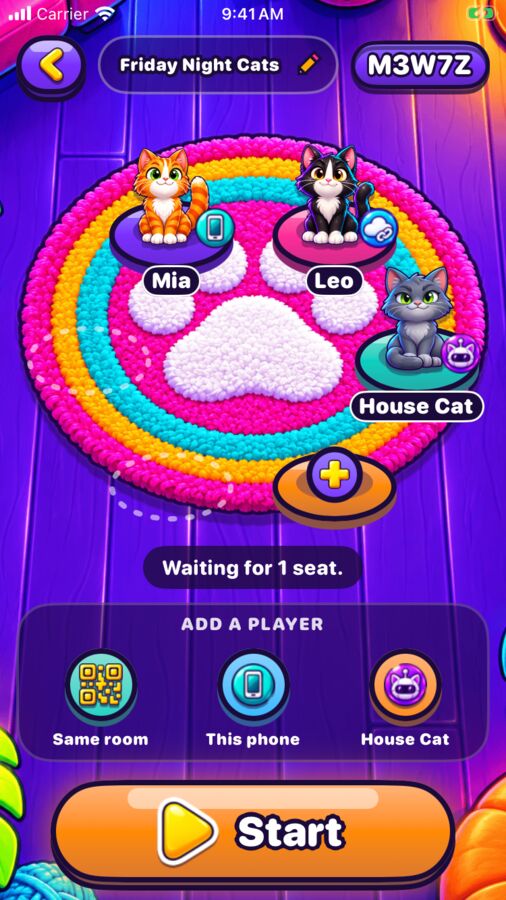 Carrier 9:41 AM
Friday Night Cats M3W7Z
Mia Leo
House Cat
Waiting for 1 seat.
ADD A PLAYER
Same room This phone House Cat
Start